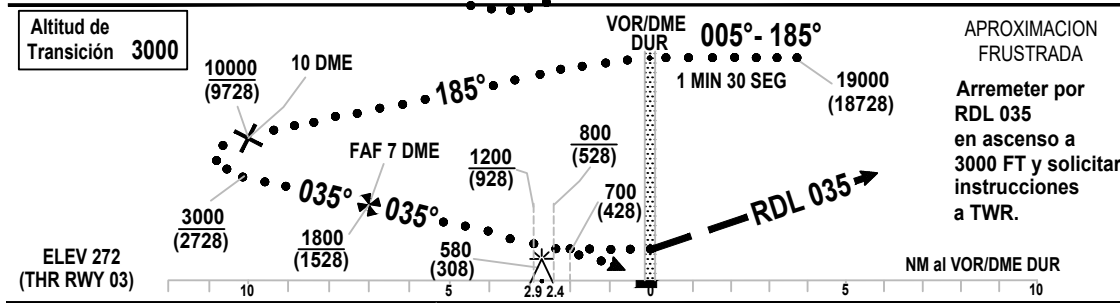 Altitud de
Transición 3000
10000
(9728)
10 DME
185°
VOR/DME
DUR
005°- 185°
1 MIN 30 SEG
19000
(18728)
APROXIMACION
FRUSTRADA
Arremeter por
RDL 035
en ascenso a
3000 FT y solicitar
instrucciones
a TWR.
FAF 7 DME
1200
(928)
800
(528)
700
(428)
035°
035°
3000
(2728)
1800
(1528)
580
(308)
RDL 035
ELEV 272
(THR RWY 03)
NM al VOR/DME DUR
10
5
2.9
2.4
0
5
10